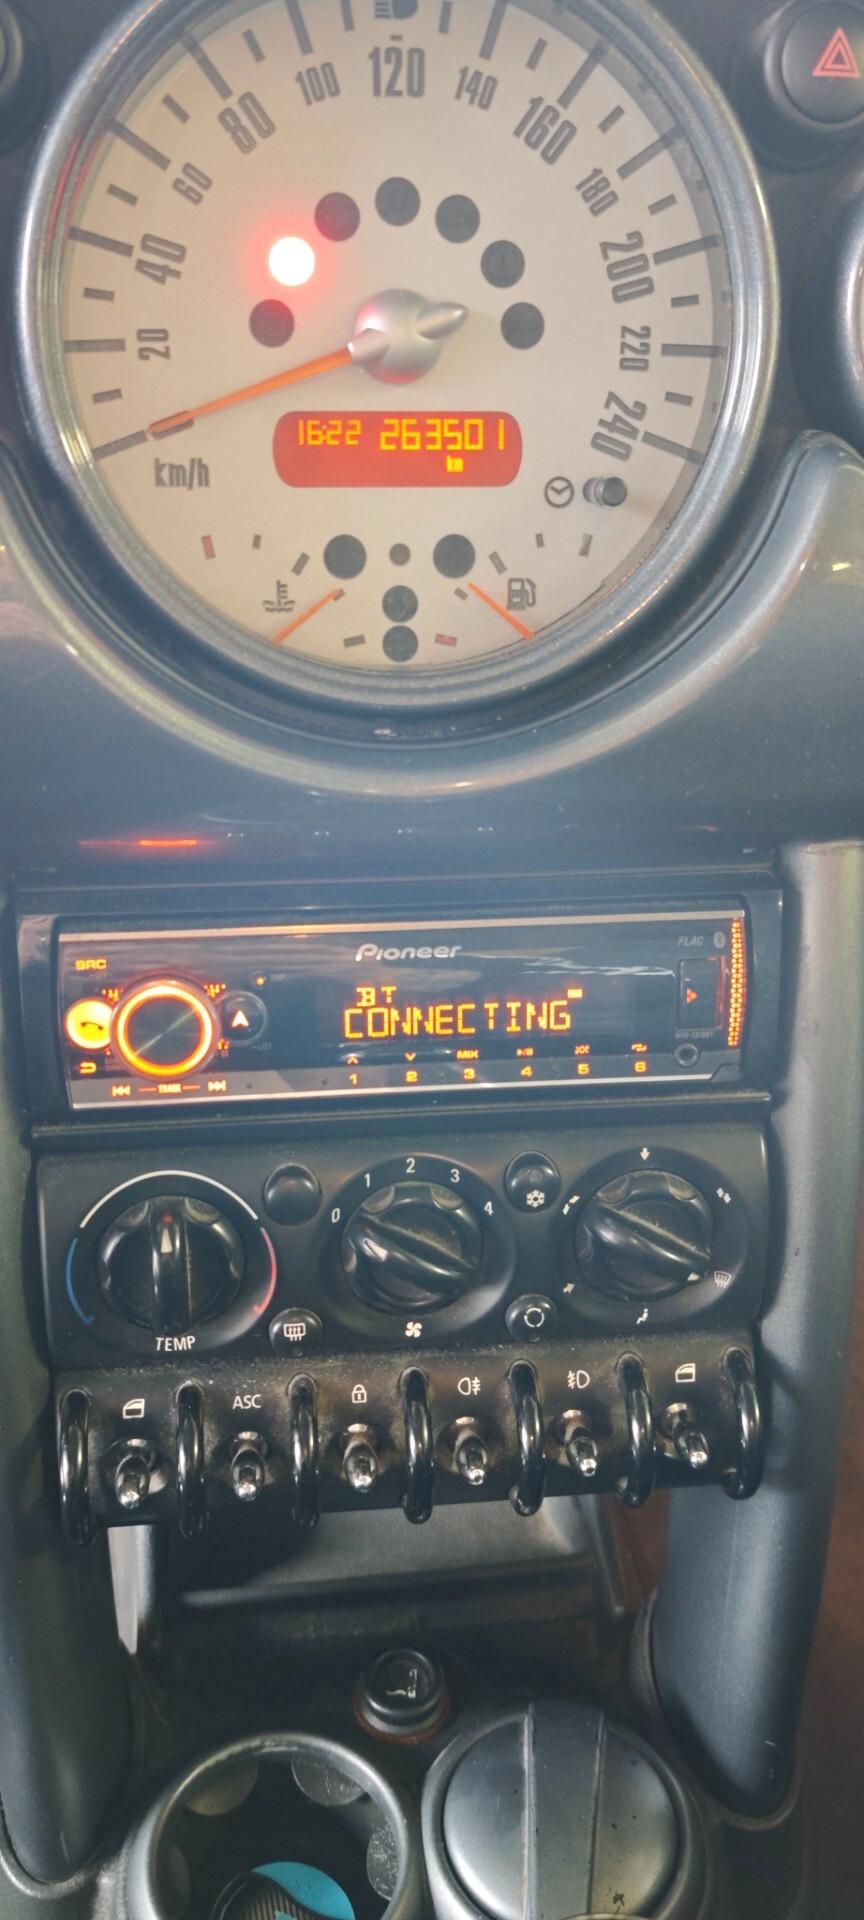 120
100 140
80 160
60 180
40 200
20 220
240
16:22 263501
km
km/h
Pioneer
SRC
FLAC
BT
CONNECTING
1 2 3 4 5 6
MIX
TRACK
0 1 2 3 4
TEMP
ASC